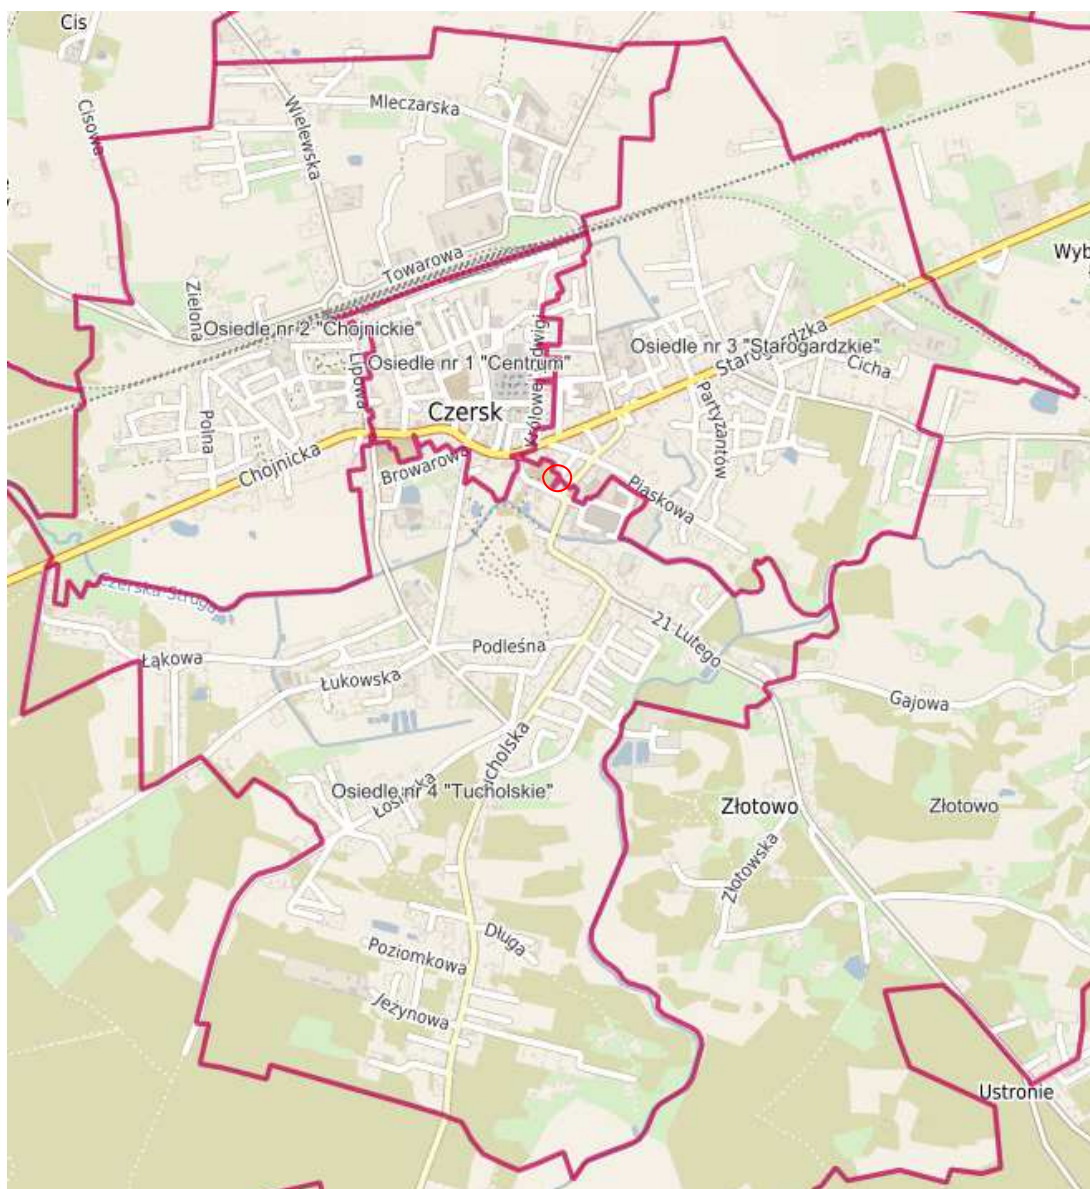 Cis
Cisowa
Wielewska
Mleczarska
Towarowa
Zielona
Wyb
Osiedle nr 2 "Chojnickie"
Osiedle nr 1 "Centrum"
Osiedle nr 3 "Starogardzkie"
Starogardzka
Cicha
Lipowa
Królowej Jadwigi
Partyzantów
Polna
Czersk
Chojnicka
Browarowa
Piaskowa
Czerska Struga
21 Lutego
Łąkowa
Podleśna
Łukowska
Gajowa
Tucholska
Osiedle nr 4 "Tucholskie"
Złotowo
Złotowo
Złotowska
Długa
Poziomkowa
Jeżynowa
Ustronie